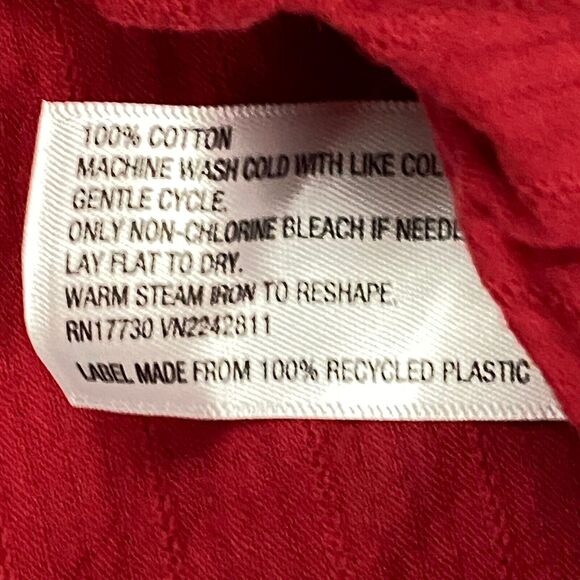 100% COTTON
MACHINE WASH COLD WITH LIKE COL
GENTLE CYCLE.
ONLY NON-CHLORINE BLEACH IF NEED
LAY FLAT TO DRY.
WARM STEAM IRON TO RESHAPE.
RN17730 VN2242811
LABEL MADE FROM 100% RECYCLED PLASTIC